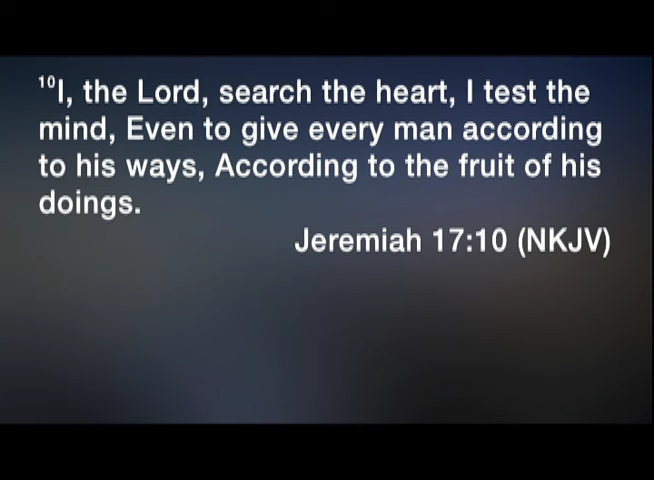 ¹⁰I, the Lord, search the heart, I test the
mind, Even to give every man according
to his ways, According to the fruit of his
doings.
Jeremiah 17:10 (NKJV)